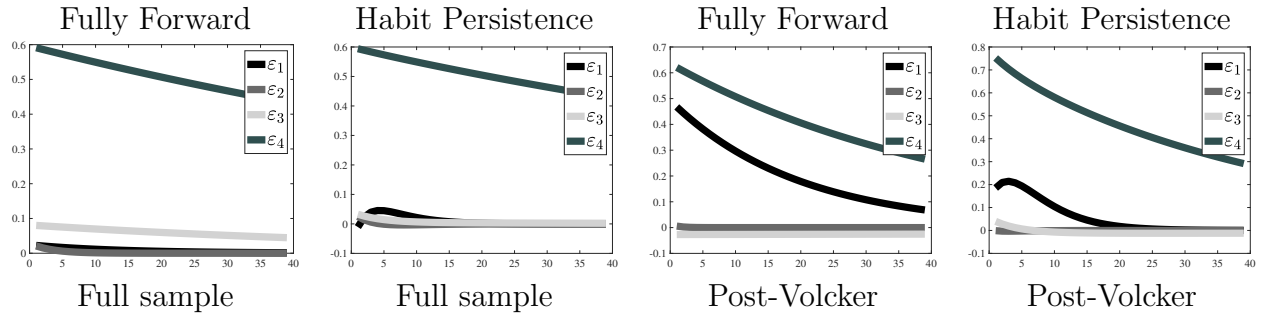 Fully Forward
0.6
0.5
0.4
0.3
0.2
0.1
0
0 5 10 15 20 25 30 35 40
ε1
ε2
ε3
ε4
Full sample
Habit Persistence
0.6
0.5
0.4
0.3
0.2
0.1
0
-0.1
0 5 10 15 20 25 30 35 40
ε1
ε2
ε3
ε4
Full sample
Fully Forward
0.7
0.6
0.5
0.4
0.3
0.2
0.1
0
-0.1
0 5 10 15 20 25 30 35 40
ε1
ε2
ε3
ε4
Post-Volcker
Habit Persistence
0.8
0.7
0.6
0.5
0.4
0.3
0.2
0.1
0
-0.1
0 5 10 15 20 25 30 35 40
ε1
ε2
ε3
ε4
Post-Volcker